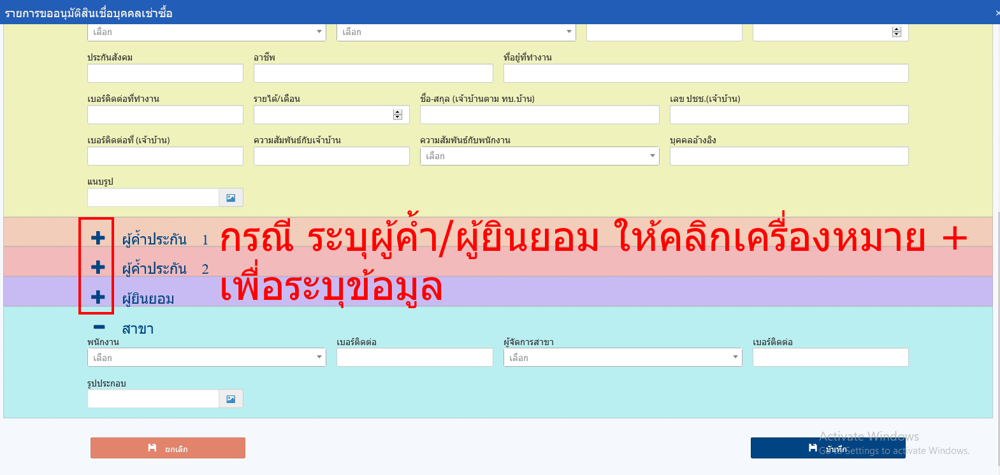 รายการขออนุมัติสินเชื่อบุคคลเช่าซื้อ ×
เลือก เลือก
ประกันสังคม อาชีพ ที่อยู่ที่ทำงาน
เบอร์ติดต่อที่ทำงาน รายได้/เดือน ชื่อ-สกุล (เจ้าบ้านตาม ทบ.บ้าน) เลข ปชช.(เจ้าบ้าน)
เบอร์ติดต่อที่ (เจ้าบ้าน) ความสัมพันธ์กับเจ้าบ้าน ความสัมพันธ์กับพนักงาน บุคคลอ้างอิง
เลือก
แนบรูป
ผู้ค้ำประกัน 1
ผู้ค้ำประกัน 2
ผู้ยินยอม
กรณี ระบุผู้ค้ำ/ผู้ยินยอม ให้คลิกเครื่องหมาย +
เพื่อระบุข้อมูล
สาขา
พนักงาน เบอร์ติดต่อ ผู้จัดการสาขา เบอร์ติดต่อ
เลือก เลือก
รูปประกอบ
ยกเลิก บันทึก
Activate Windows
Go to Settings to activate Windows.